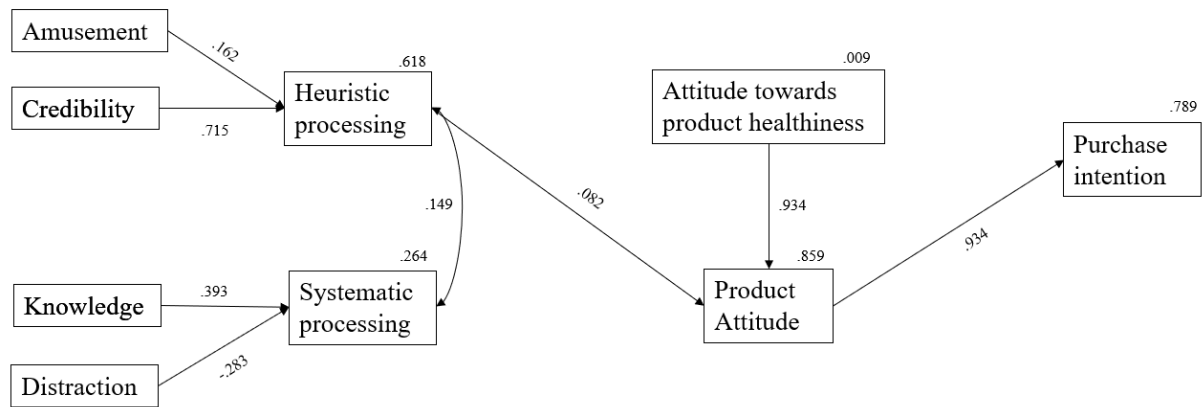 Amusement
.162
Credibility
.715
.618
Heuristic
processing
.149
.264
Systematic
processing
Knowledge
.393
Distraction
-.283
.082
.009
Attitude towards
product healthiness
.934
.859
Product
Attitude
.934
.789
Purchase
intention